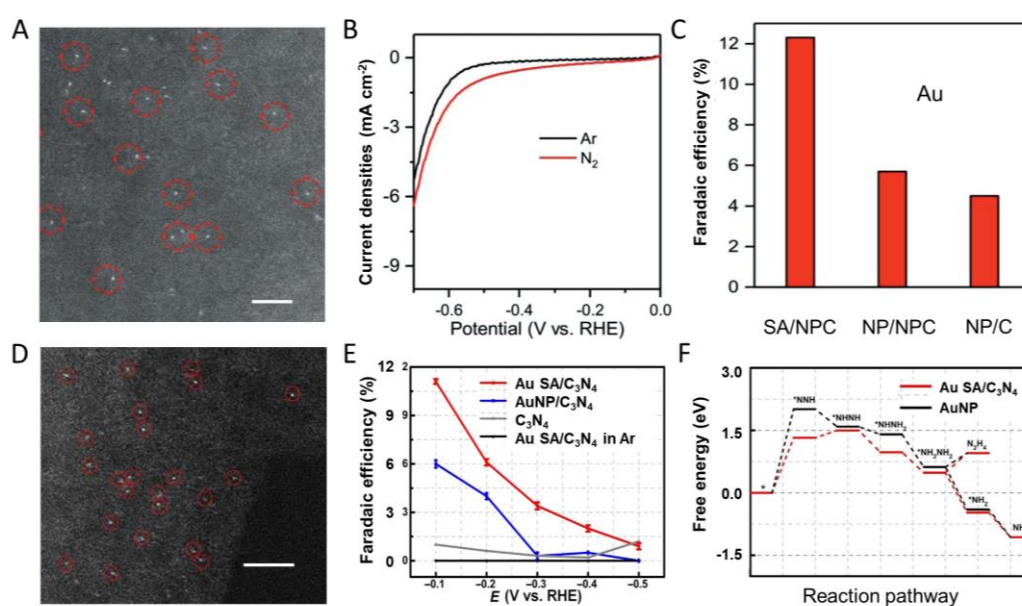 A
B
Current densities (mA cm⁻²)
0
-3
-6
-9
Ar
N₂
-0.6
-0.4
-0.2
0.0
Potential (V vs. RHE)
C
Faradaic efficiency (%)
12
10
8
6
4
2
0
Au
SA/NPC NP/NPC NP/C
D
E
Faradaic efficiency (%)
12
9
6
3
0
Au SA/C₃N₄
AuNP/C₃N₄
C₃N₄
Au SA/C₃N₄ in Ar
−0.1
−0.2
−0.3
−0.4
−0.5
E (V vs. RHE)
F
Free energy (eV)
3.0
1.5
0.0
-1.5
Au SA/C₃N₄
AuNP
*
*NNH
*NHNH
*NHNH₂
*NH₂NH₂
N₂H₄
*NH₂
NH
Reaction pathway